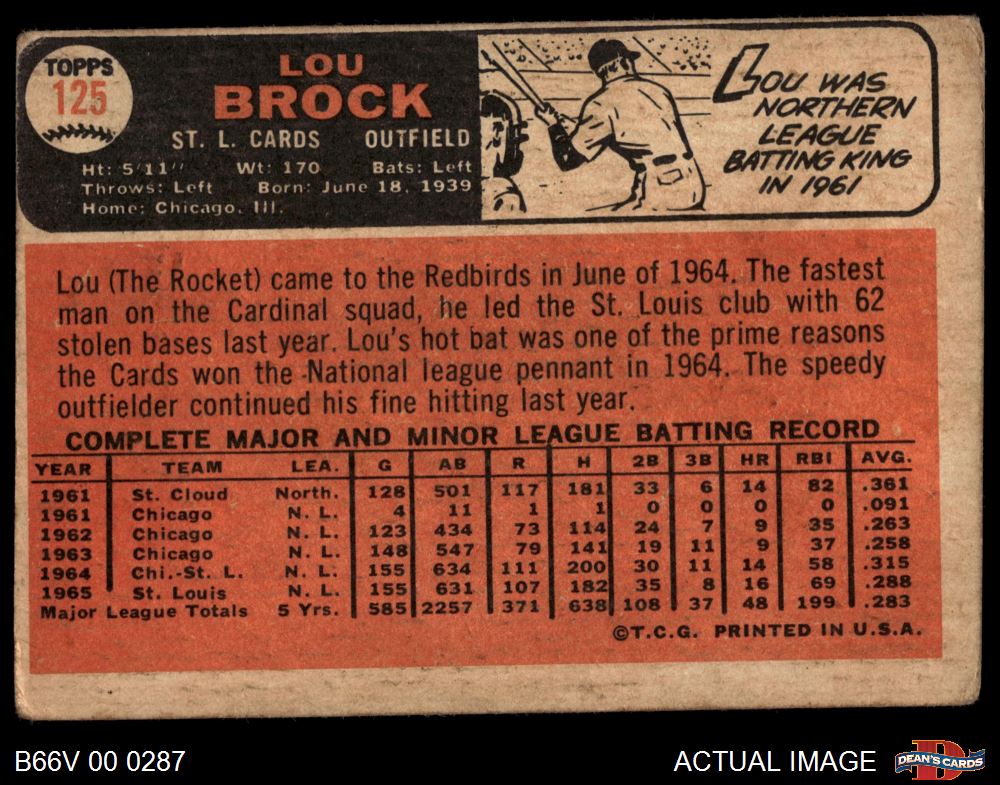 TOPPS
125
LOU
BROCK
ST. L. CARDS OUTFIELD
Ht: 5'11" Wt: 170 Bats: Left
Throws: Left Born: June 18, 1939
Home: Chicago, Ill.
LOU WAS
NORTHERN
LEAGUE
BATTING KING
IN 1961
Lou (The Rocket) came to the Redbirds in June of 1964. The fastest
man on the Cardinal squad, he led the St. Louis club with 62
stolen bases last year. Lou's hot bat was one of the prime reasons
the Cards won the National league pennant in 1964. The speedy
outfielder continued his fine hitting last year.
COMPLETE MAJOR AND MINOR LEAGUE BATTING RECORD
YEAR TEAM LEA. G AB R H 2B 3B HR RBI AVG.
1961 St. Cloud North. 128 501 117 181 33 6 14 82 .361
1961 Chicago N. L. 4 11 1 1 0 0 0 0 .091
1962 Chicago N. L. 123 434 73 114 24 7 9 35 .263
1963 Chicago N. L. 148 547 79 141 19 11 9 37 .258
1964 Chi.-St. L. N. L. 155 634 111 200 30 11 14 58 .315
1965 St. Louis N. L. 155 631 107 182 35 8 16 69 .288
Major League Totals 5 Yrs. 585 2257 371 638 108 37 48 199 .283
©T.C.G. PRINTED IN U.S.A.
B66V 00 0287 ACTUAL IMAGE
D
DEAN'S CARDS